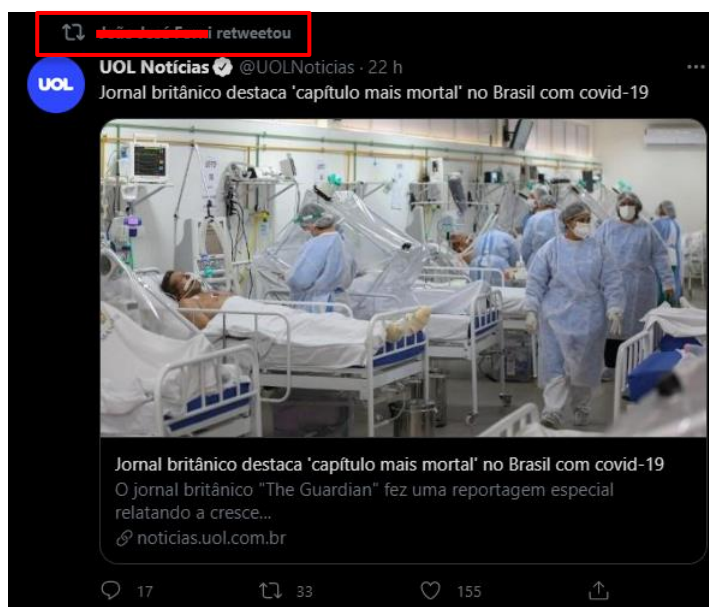 retweetou
UOL
UOL Notícias @UOLNoticias · 22 h
Jornal britânico destaca 'capítulo mais mortal' no Brasil com covid-19
Jornal britânico destaca 'capítulo mais mortal' no Brasil com covid-19
O jornal britânico "The Guardian" fez uma reportagem especial
relatando a cresce...
noticias.uol.com.br
17 33 155